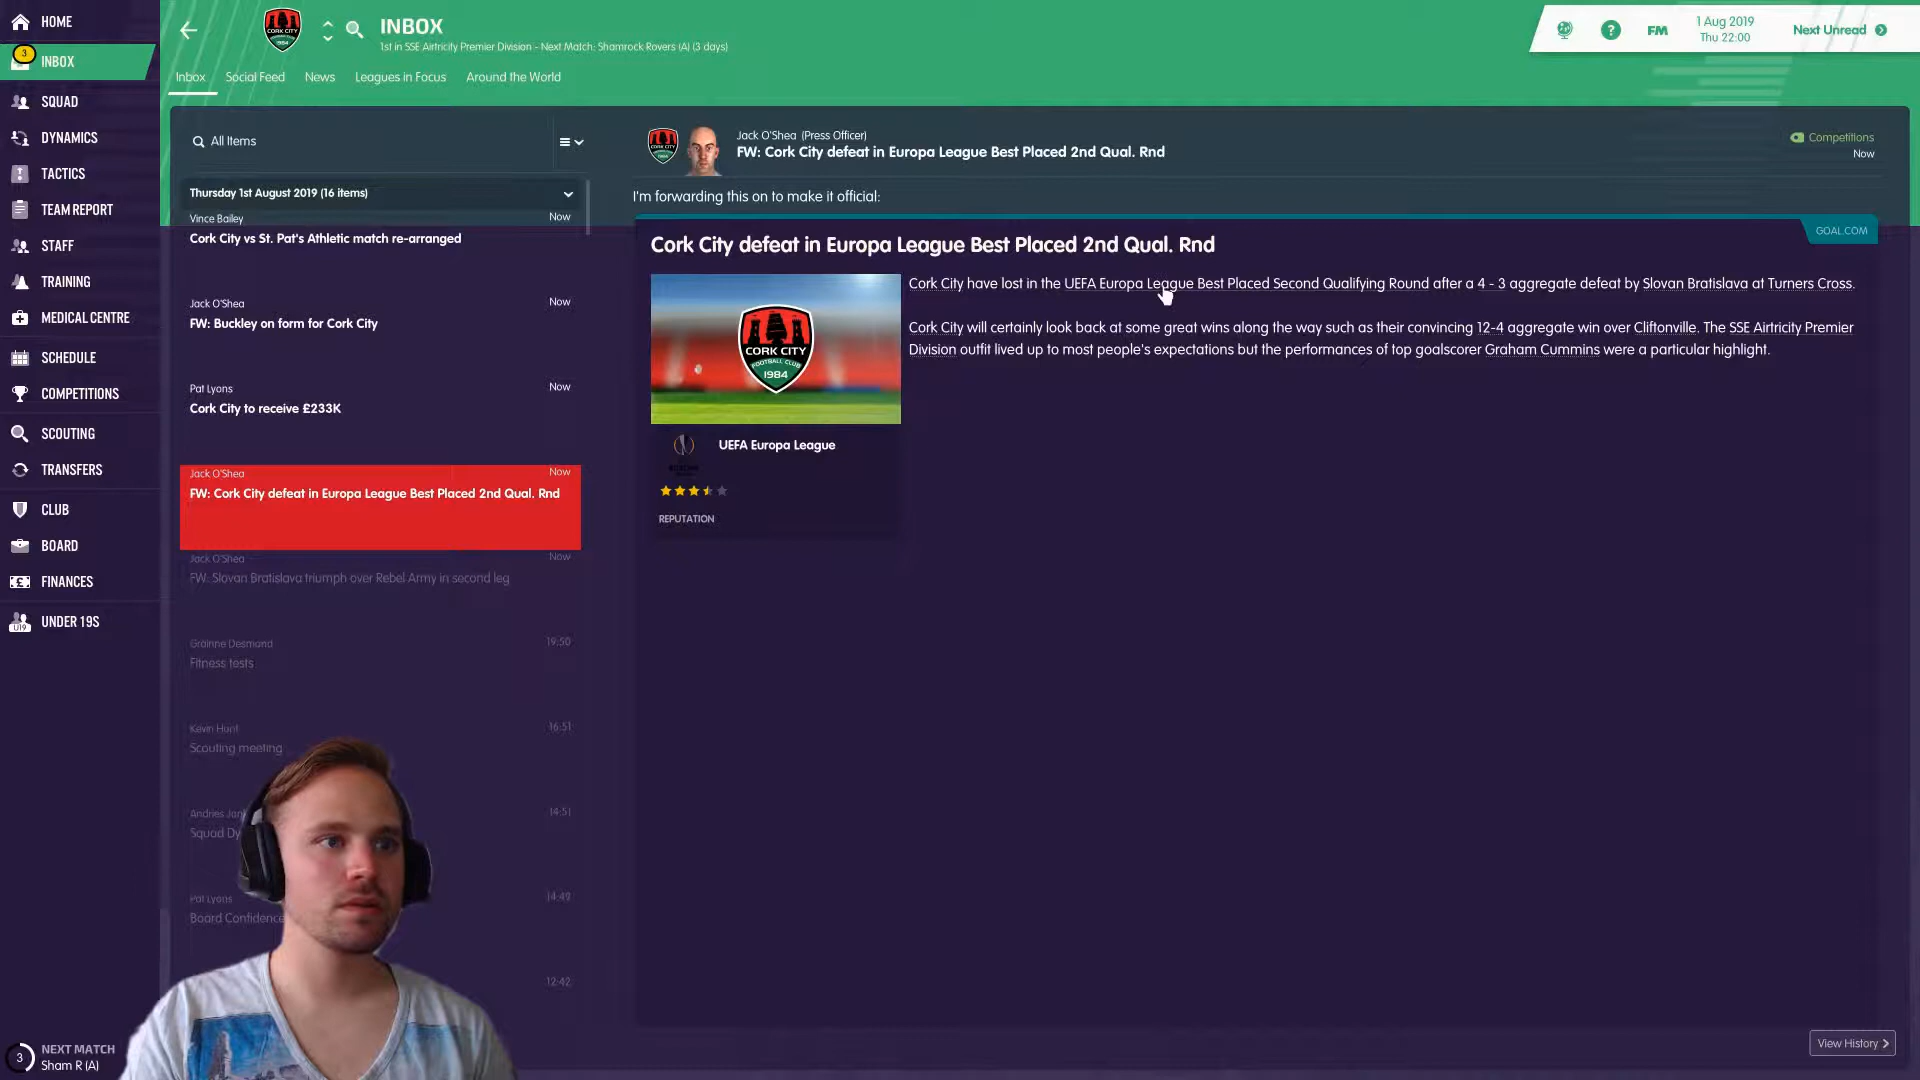 HOME
3
INBOX
SQUAD
DYNAMICS
TACTICS
TEAM REPORT
STAFF
TRAINING
MEDICAL CENTRE
SCHEDULE
COMPETITIONS
SCOUTING
TRANSFERS
CLUB
BOARD
FINANCES
U19
UNDER 19S
3
NEXT MATCH
Sham R (A)
CORK CITY
INBOX
1st in SSE Airtricity Premier Division - Next Match: Shamrock Rovers (A) (3 days)
Inbox Social Feed News Leagues in Focus Around the World
FM
1 Aug 2019
Thu 22:00
Next Unread
All Items
Thursday 1st August 2019 (16 items)
Vince Bailey Now
Cork City vs St. Pat's Athletic match re-arranged
Jack O'Shea Now
FW: Buckley on form for Cork City
Pat Lyons Now
Cork City to receive £233K
Jack O'Shea Now
FW: Cork City defeat in Europa League Best Placed 2nd Qual. Rnd
Jack O'Shea Now
FW: Slovan Bratislava triumph over Rebel Army in second leg
Gráinne Desmond 19:50
Fitness tests
Kevin Hunt 16:51
Scouting meeting
Andries 14:51
Squad
Pat Lyons 14:49
Board Confidence
12:42
Jack O'Shea (Press Officer)
FW: Cork City defeat in Europa League Best Placed 2nd Qual. Rnd
Competitions
Now
I'm forwarding this on to make it official:
GOAL.COM
Cork City defeat in Europa League Best Placed 2nd Qual. Rnd
CORK CITY
FOOTBALL CLUB
1984
UEFA Europa League
REPUTATION
Cork City have lost in the UEFA Europa League Best Placed Second Qualifying Round after a 4 - 3 aggregate defeat by Slovan Bratislava at Turners Cross.
Cork City will certainly look back at some great wins along the way such as their convincing 12-4 aggregate win over Cliftonville. The SSE Airtricity Premier
Division outfit lived up to most people's expectations but the performances of top goalscorer Graham Cummins were a particular highlight.
View History